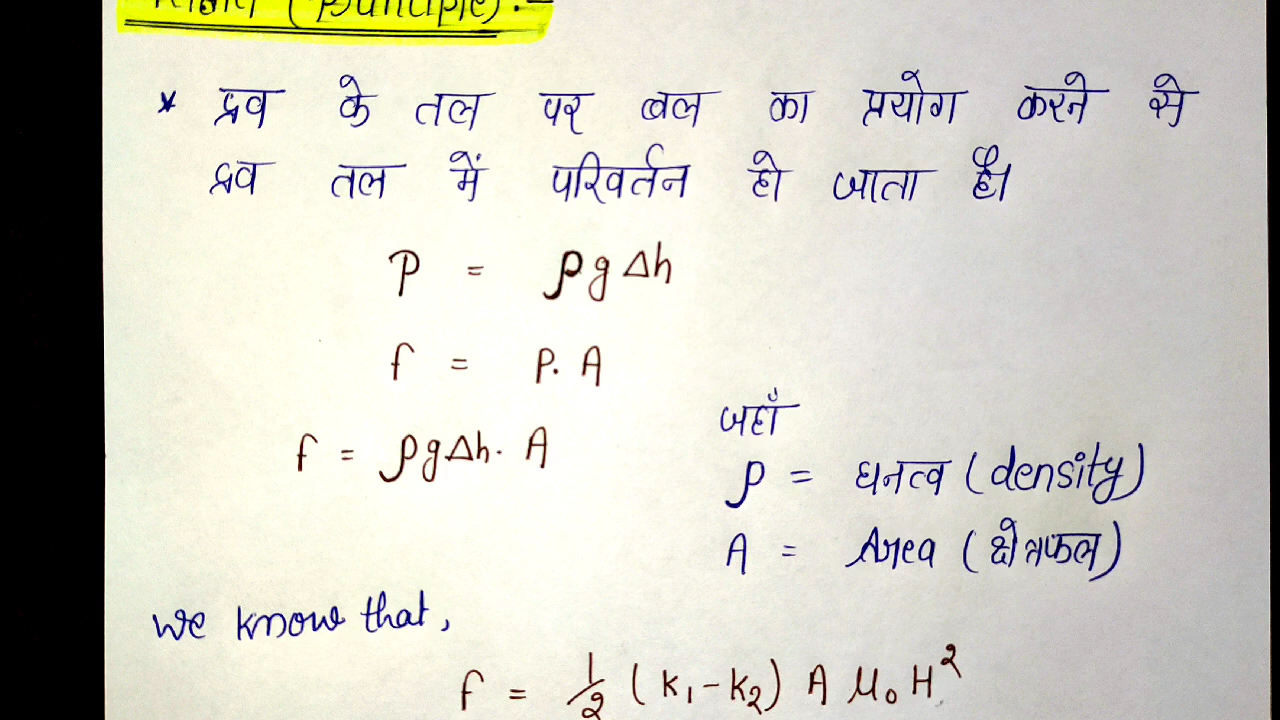 सिद्धांत (Principle) :-
* द्रव के तल पर बल का प्रयोग करने से
द्रव तल में परिवर्तन हो जाता है।
P = ρgΔh
f = P. A
f = ρgΔh. A
जहाँ
ρ = घनत्व (density)
A = Area (क्षेत्रफल)
we know that,
f = 1/2 (K₁-K₂) A μ₀ H²